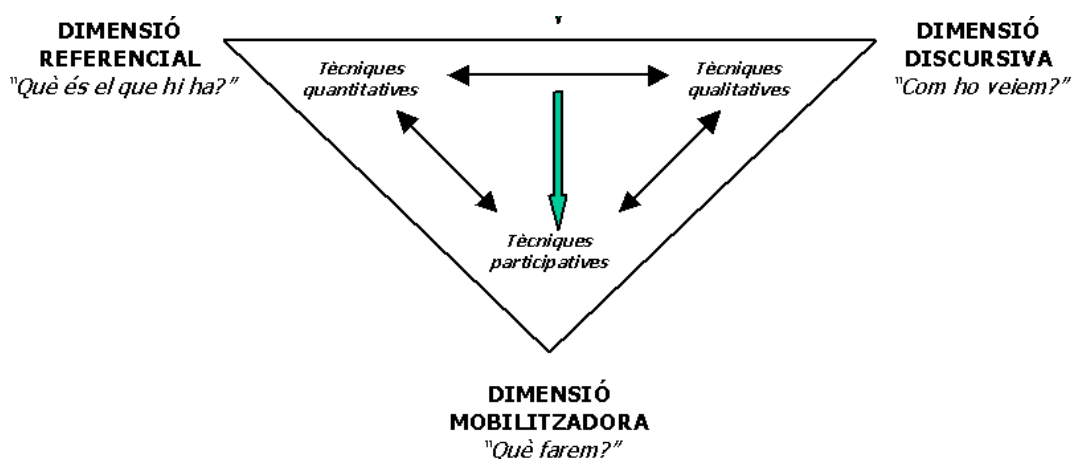 DIMENSIÓ
REFERENCIAL
"Què és el que hi ha?"
Tècniques
quantitatives
Tècniques
qualitatives
DIMENSIÓ
DISCURSIVA
"Com ho veiem?"
Tècniques
participatives
DIMENSIÓ
MOBILITZADORA
"Què farem?"